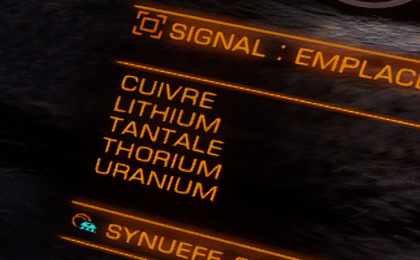 SIGNAL : EMPLAC
CUIVRE
LITHIUM
TANTALE
THORIUM
URANIUM
SYNUEFE